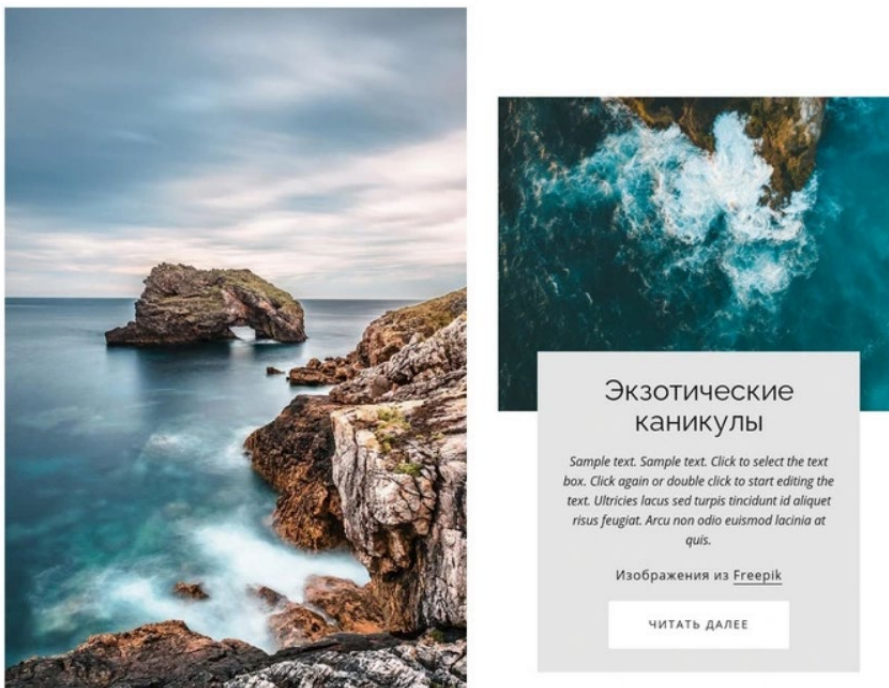 Экзотические
каникулы
Sample text. Sample text. Click to select the text
box. Click again or double click to start editing the
text. Ultricies lacus sed turpis tincidunt id aliquet
risus feugiat. Arcu non odio euismod lacinia at
quis.
Изображения из Freepik
ЧИТАТЬ ДАЛЕЕ